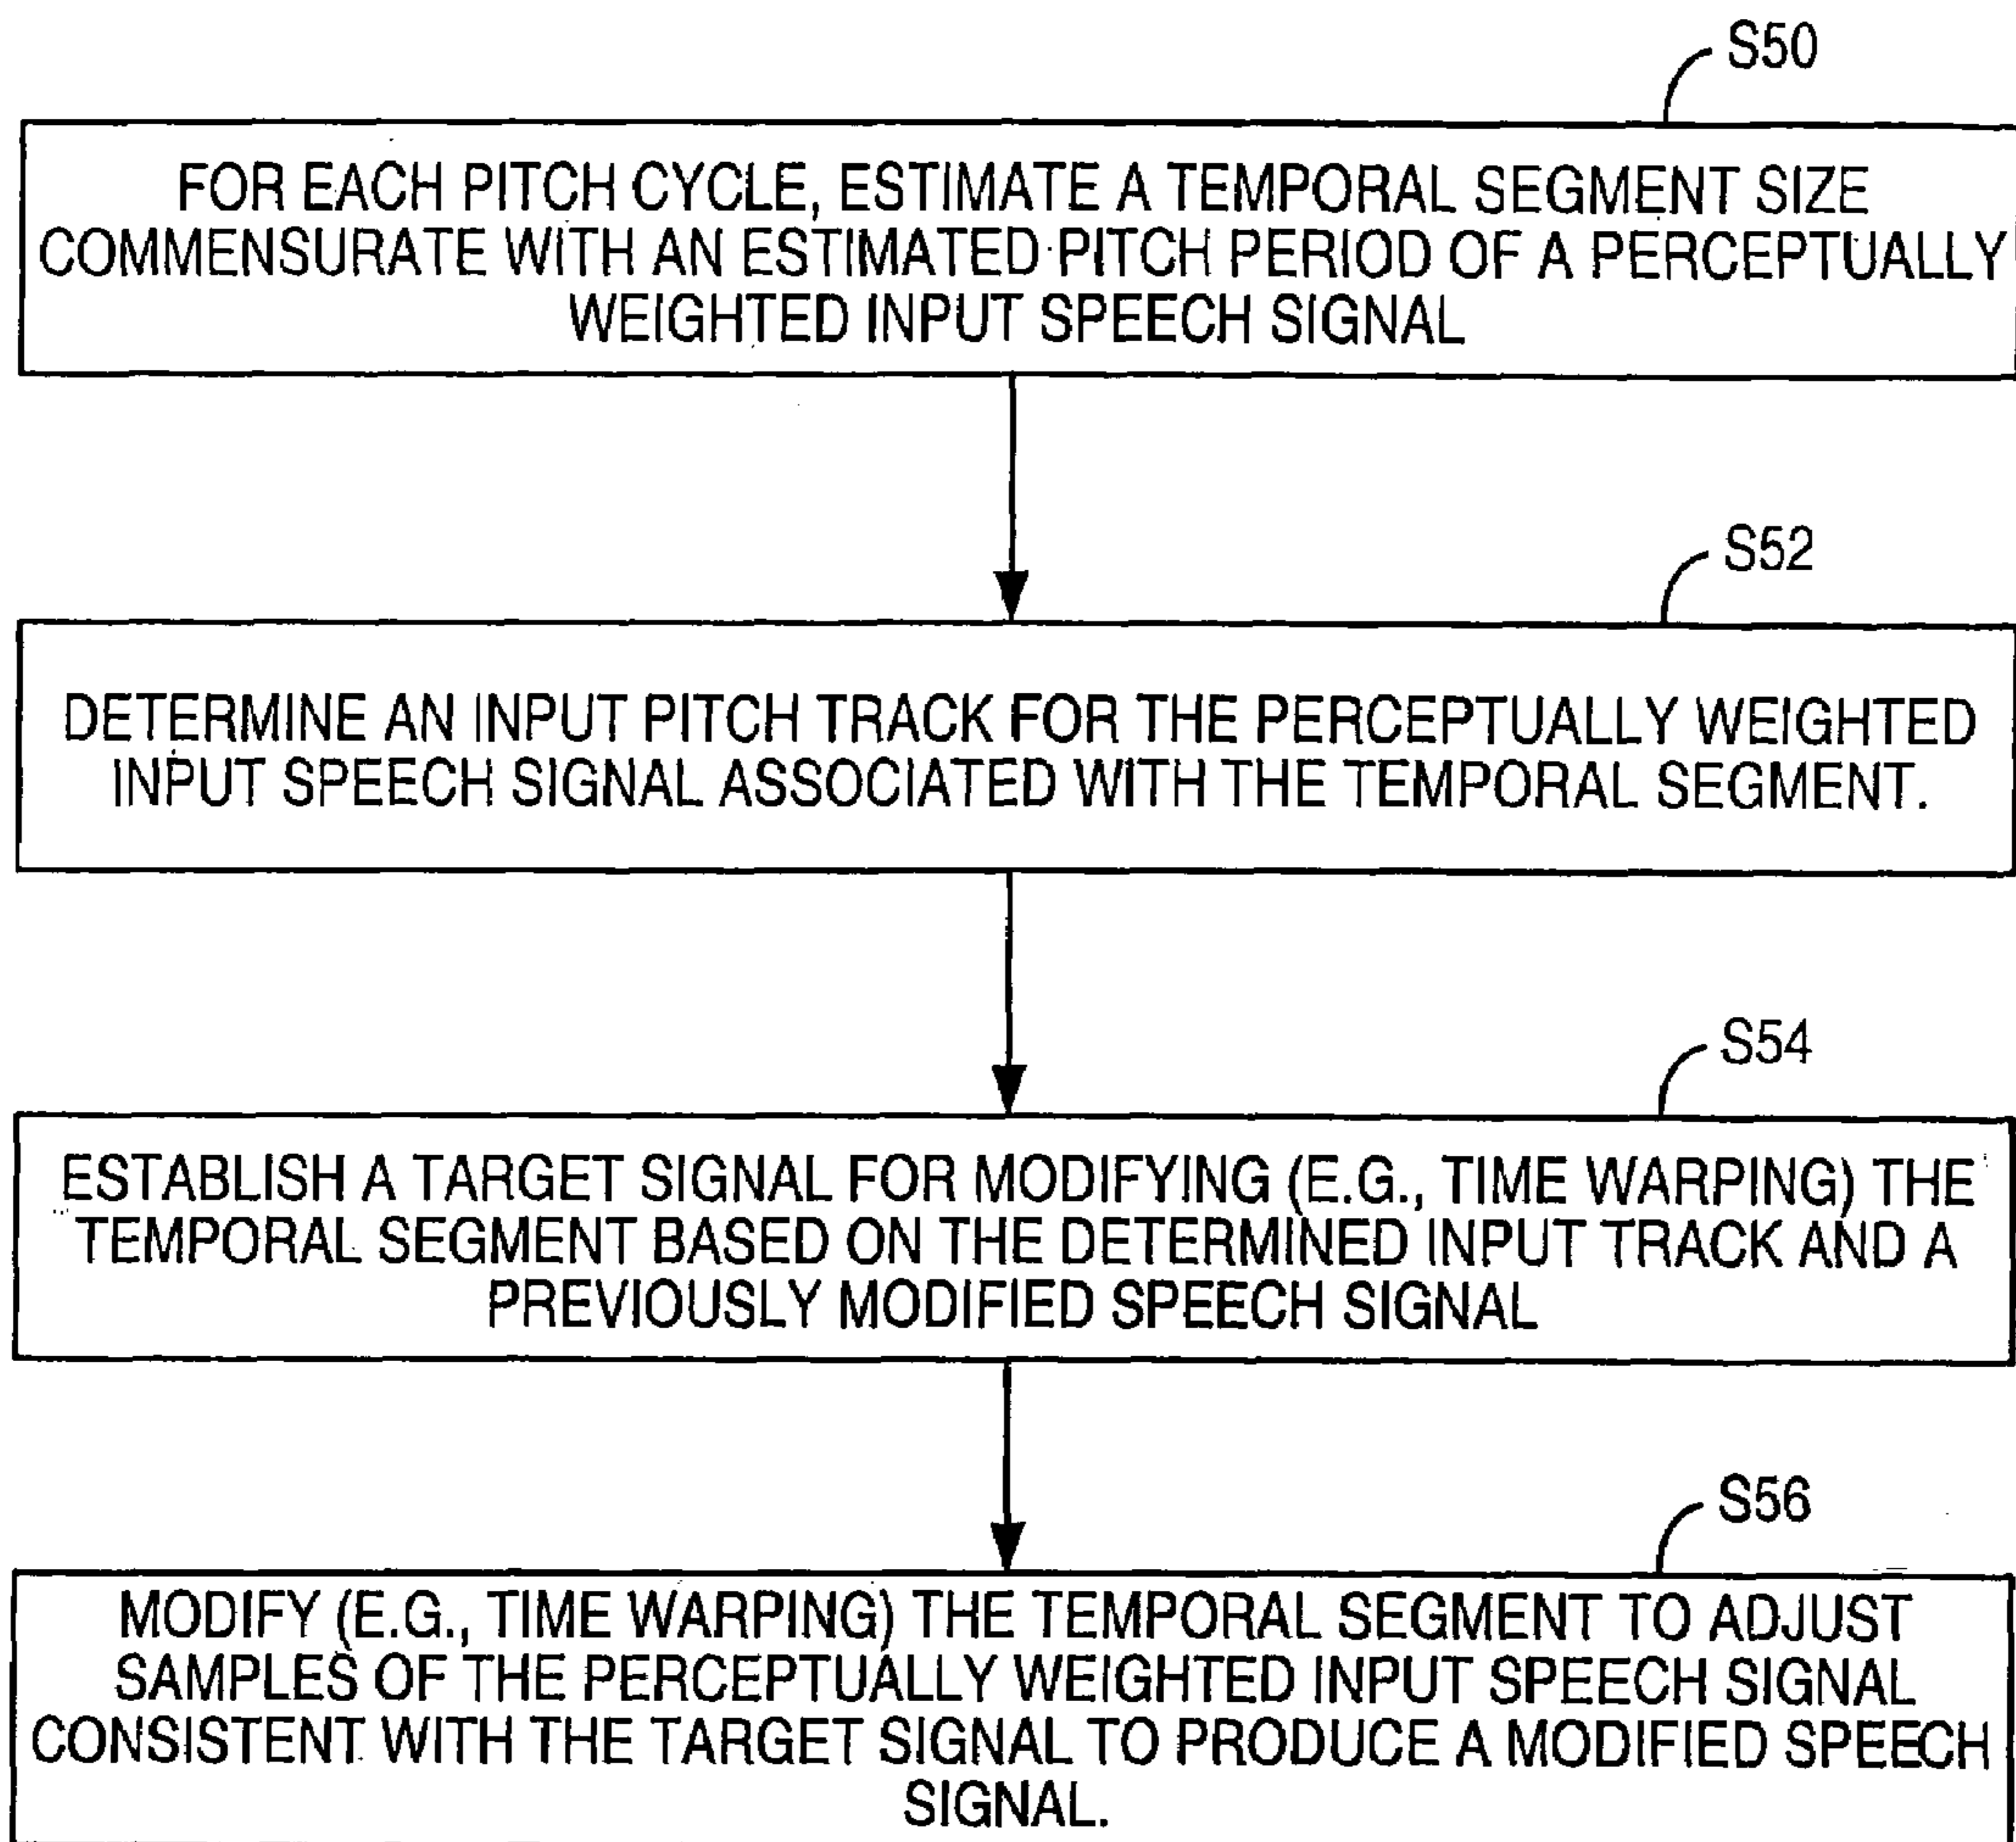 S50
FOR EACH PITCH CYCLE, ESTIMATE A TEMPORAL SEGMENT SIZE
COMMENSURATE WITH AN ESTIMATED PITCH PERIOD OF A PERCEPTUALLY
WEIGHTED INPUT SPEECH SIGNAL
S52
DETERMINE AN INPUT PITCH TRACK FOR THE PERCEPTUALLY WEIGHTED
INPUT SPEECH SIGNAL ASSOCIATED WITH THE TEMPORAL SEGMENT.
S54
ESTABLISH A TARGET SIGNAL FOR MODIFYING (E.G., TIME WARPING) THE
TEMPORAL SEGMENT BASED ON THE DETERMINED INPUT TRACK AND A
PREVIOUSLY MODIFIED SPEECH SIGNAL
S56
MODIFY (E.G., TIME WARPING) THE TEMPORAL SEGMENT TO ADJUST
SAMPLES OF THE PERCEPTUALLY WEIGHTED INPUT SPEECH SIGNAL
CONSISTENT WITH THE TARGET SIGNAL TO PRODUCE A MODIFIED SPEECH
SIGNAL.